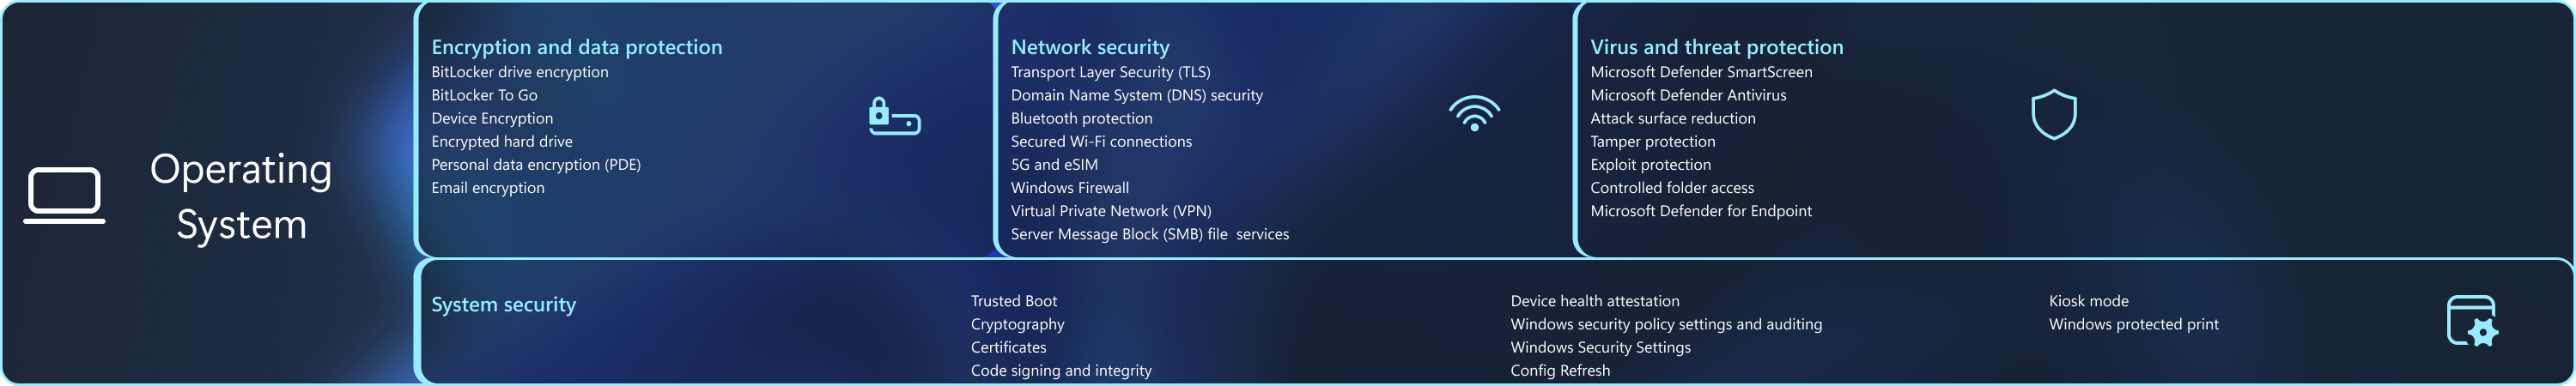 Operating
System
Encryption and data protection
BitLocker drive encryption
BitLocker To Go
Device Encryption
Encrypted hard drive
Personal data encryption (PDE)
Email encryption
Network security
Transport Layer Security (TLS)
Domain Name System (DNS) security
Bluetooth protection
Secured Wi-Fi connections
5G and eSIM
Windows Firewall
Virtual Private Network (VPN)
Server Message Block (SMB) file  services
Virus and threat protection
Microsoft Defender SmartScreen
Microsoft Defender Antivirus
Attack surface reduction
Tamper protection
Exploit protection
Controlled folder access
Microsoft Defender for Endpoint
System security
Trusted Boot
Cryptography
Certificates
Code signing and integrity
Device health attestation
Windows security policy settings and auditing
Windows Security Settings
Config Refresh
Kiosk mode
Windows protected print